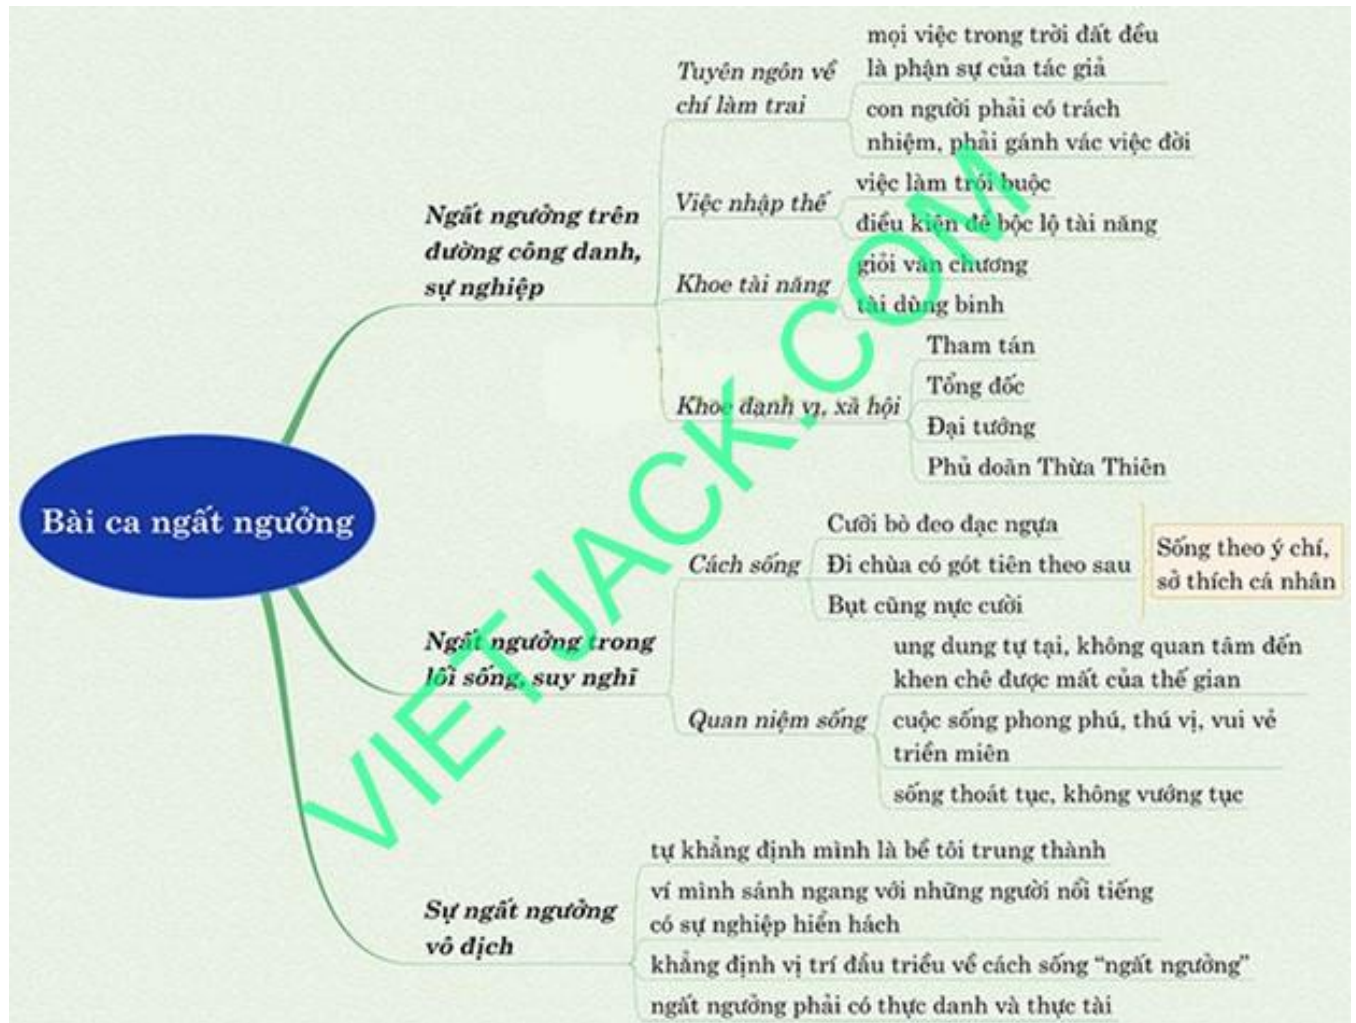 mọi việc trong trời đất đều
là phận sự của tác giả
Tuyên ngôn về
chí làm trai
con người phải có trách
nhiệm, phải gánh vác việc đời
Ngất ngưởng trên
đường công danh,
sự nghiệp
Việc nhập thế
việc làm trói buộc
điều kiện để bộc lộ tài năng
Khoe tài năng
giỏi văn chương
tài dùng binh
Khoe danh vị, xã hội
Tham tán
Tổng đốc
Đại tướng
Phủ doãn Thừa Thiên
Bài ca ngất ngưởng
Ngất ngưởng trong
lối sống, suy nghĩ
Cách sống
Cưỡi bò đeo đạc ngựa
Đi chùa có gót tiên theo sau
Bụt cũng nực cười
Sống theo ý chí,
sở thích cá nhân
Quan niệm sống
ung dung tự tại, không quan tâm đến
khen chê được mất của thế gian
cuộc sống phong phú, thú vị, vui vẻ
triền miên
sống thoát tục, không vướng tục
Sự ngất ngưởng
vô địch
tự khẳng định mình là bề tôi trung thành
ví mình sánh ngang với những người nổi tiếng
có sự nghiệp hiển hách
khẳng định vị trí đầu triều về cách sống "ngất ngưởng"
ngất ngưởng phải có thực danh và thực tài
VIETJACK.COM